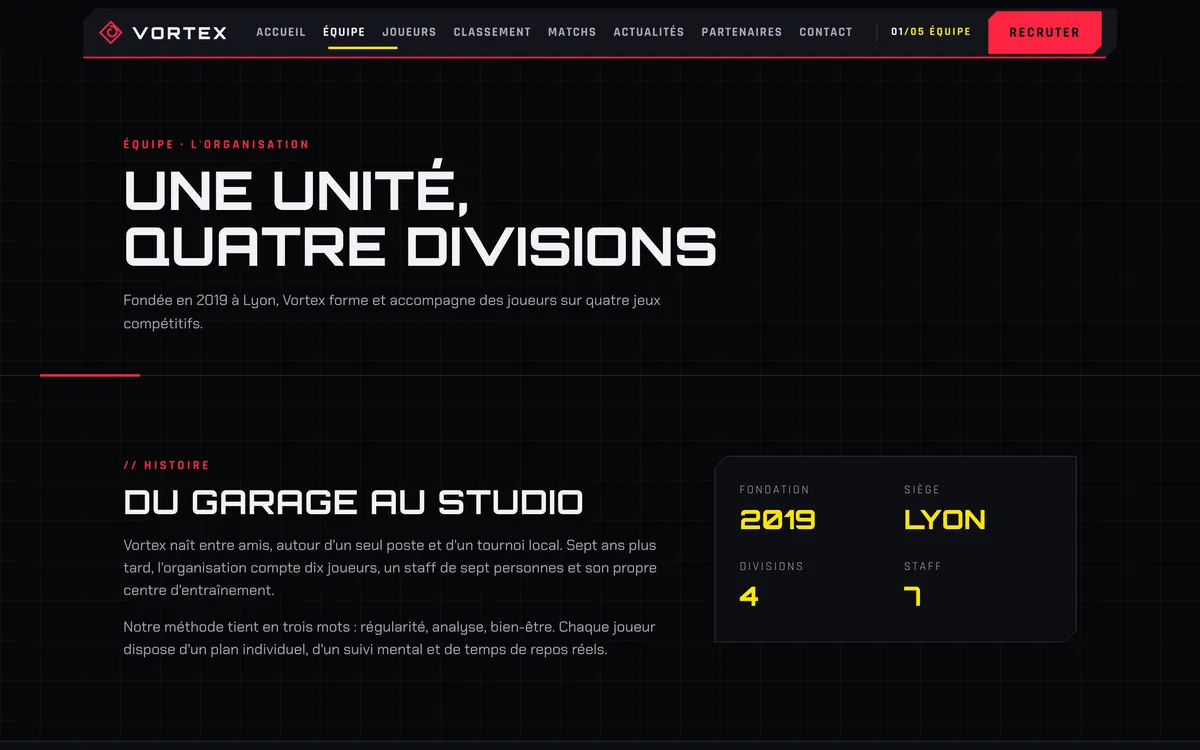 VORTEX
ACCUEIL ÉQUIPE JOUEURS CLASSEMENT MATCHS ACTUALITÉS PARTENAIRES CONTACT
01/05 ÉQUIPE
RECRUTER
ÉQUIPE · L'ORGANISATION
UNE UNITÉ,
QUATRE DIVISIONS
Fondée en 2019 à Lyon, Vortex forme et accompagne des joueurs sur quatre jeux
compétitifs.
// HISTOIRE
DU GARAGE AU STUDIO
Vortex naît entre amis, autour d'un seul poste et d'un tournoi local. Sept ans plus
tard, l'organisation compte dix joueurs, un staff de sept personnes et son propre
centre d'entraînement.
Notre méthode tient en trois mots : régularité, analyse, bien-être. Chaque joueur
dispose d'un plan individuel, d'un suivi mental et de temps de repos réels.
FONDATION
2019
SIÈGE
LYON
DIVISIONS
4
STAFF
7